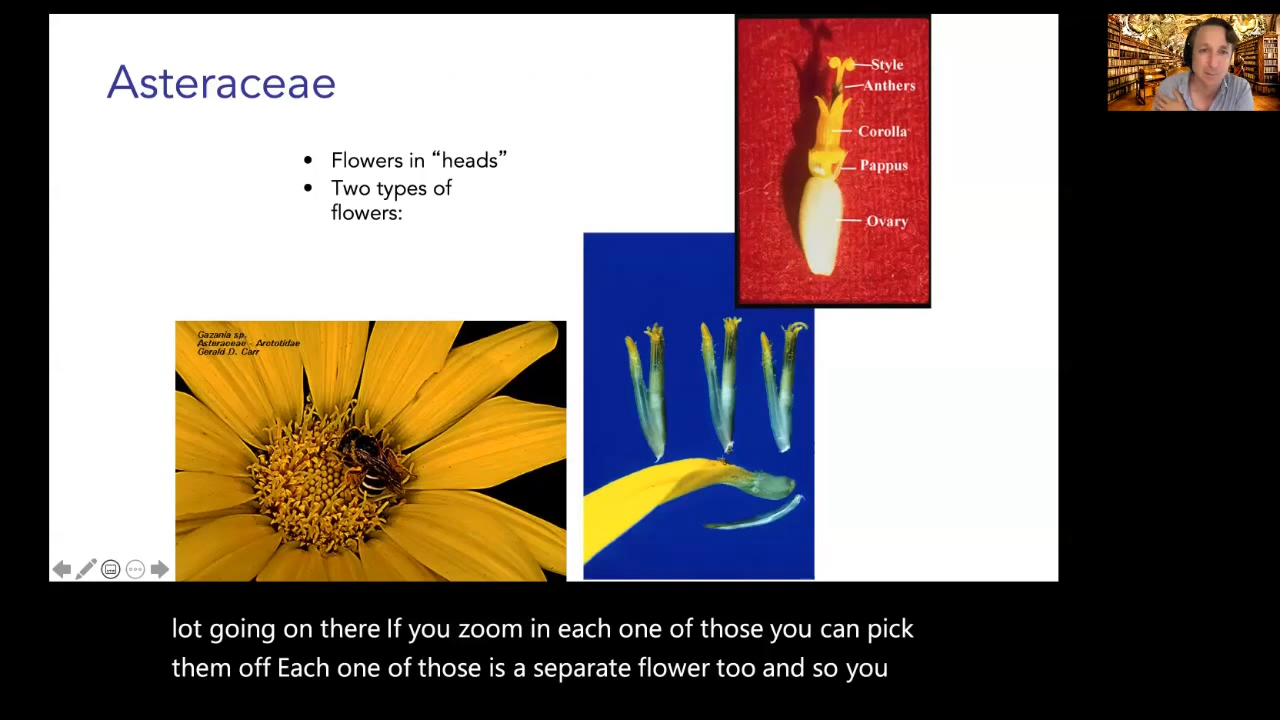 Asteraceae
• Flowers in “heads”
• Two types of
flowers:
Style
Anthers
Corolla
Pappus
Ovary
Gazania sp.
Asteraceae - Arctotidae
Gerald D. Carr
lot going on there If you zoom in each one of those you can pick
them off Each one of those is a separate flower too and so you